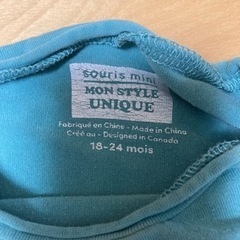 souris mini
MON STYLE
UNIQUE
Fabriqué en Chine - Made in China
Créé au - Designed in Canada
18-24 mois